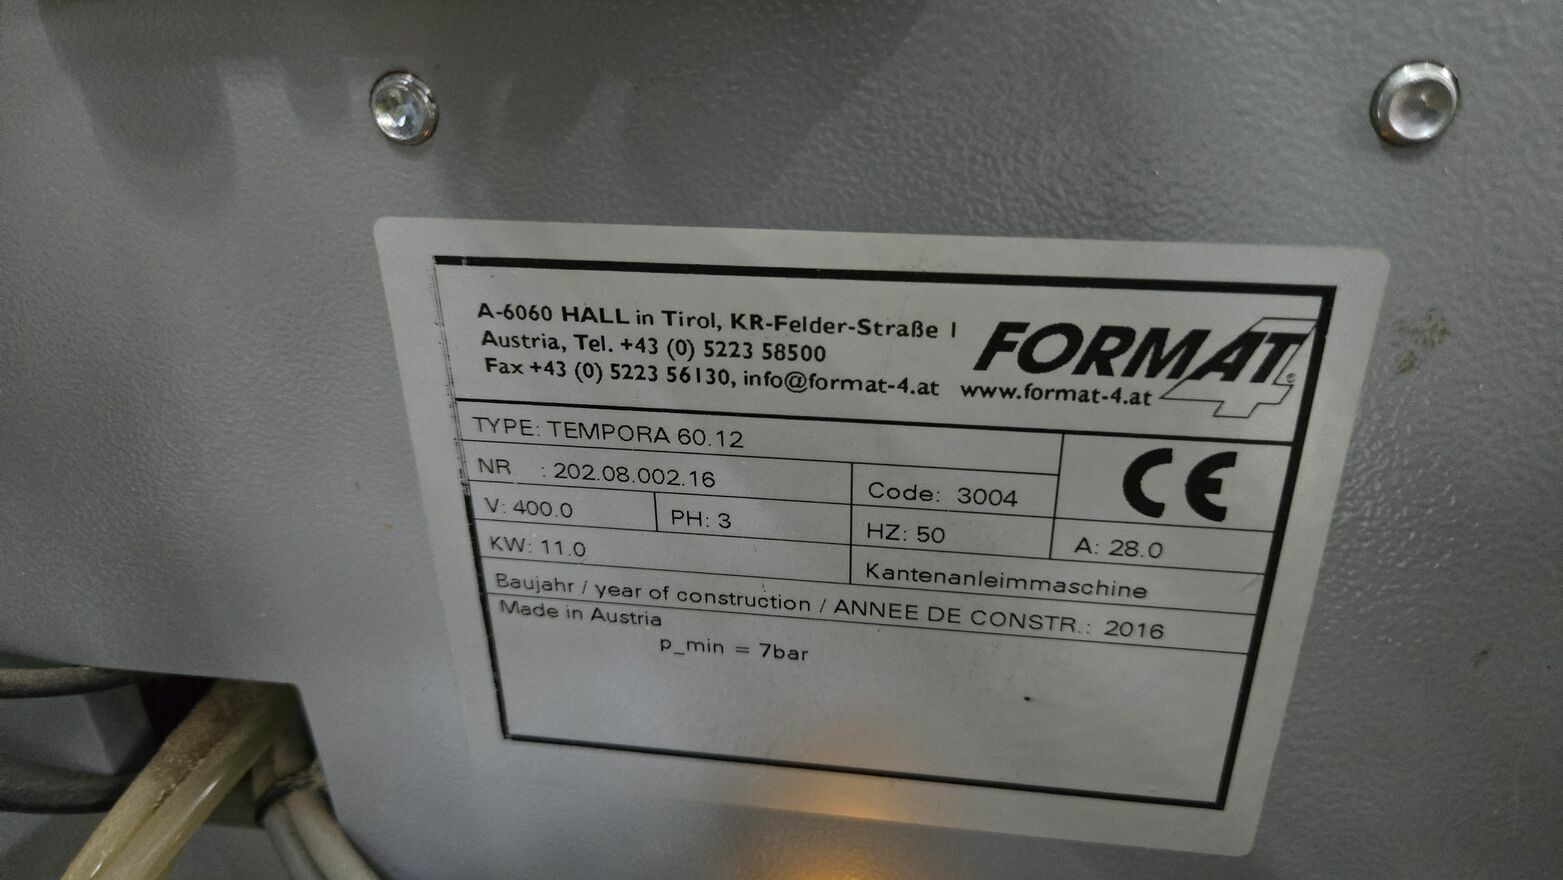 A-6060 HALL in Tirol, KR-Felder-Straße 1
Austria, Tel. +43 (0) 5223 58500
Fax +43 (0) 5223 56130, info@format-4.at www.format-4.at
FORMAT 4®
TYPE: TEMPORA 60.12
NR : 202.08.002.16 Code: 3004 CE
V: 400.0 PH: 3 HZ: 50 A: 28.0
KW: 11.0 Kantenanleimmaschine
Baujahr / year of construction / ANNEE DE CONSTR.: 2016
Made in Austria
p_min = 7bar